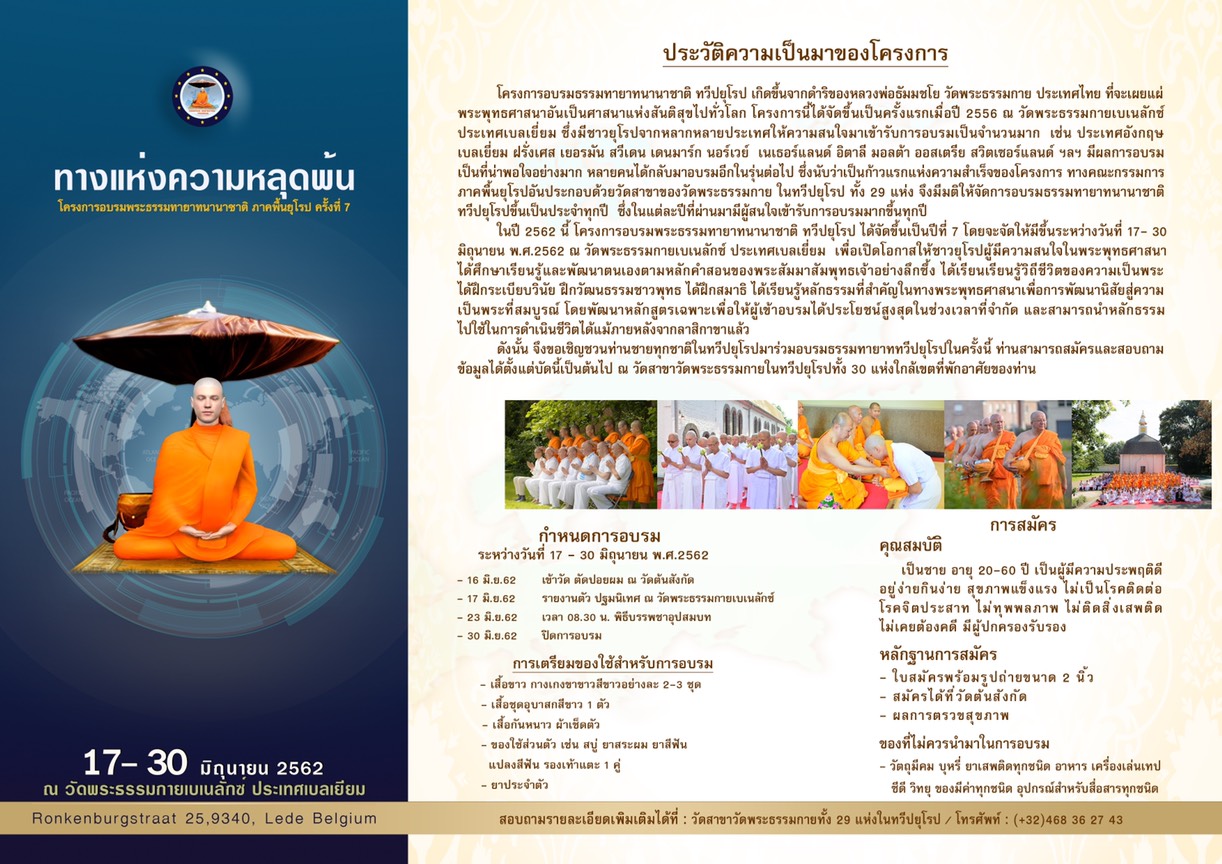 ทางแห่งความหลุดพ้น
โครงการอบรมพระธรรมทายาทนานาชาติ ภาคพื้นยุโรป ครั้งที่ 7
17- 30 มิถุนายน 2562
ณ วัดพระธรรมกายเบเนลักซ์ ประเทศเบลเยียม
Ronkenburgstraat 25,9340, Lede Belgium
ประวัติความเป็นมาของโครงการ
โครงการอบรมธรรมทายาทนานาชาติ ทวีปยุโรป เกิดขึ้นจากดำริของหลวงพ่อธัมมชโย วัดพระธรรมกาย ประเทศไทย ที่จะเผยแผ่
พระพุทธศาสนาอันเป็นศาสนาแห่งสันติสุขไปทั่วโลก โครงการนี้ได้จัดขึ้นเป็นครั้งแรกเมื่อปี 2556 ณ วัดพระธรรมกายเบเนลักซ์
ประเทศเบลเยี่ยม ซึ่งมีชาวยุโรปจากหลากหลายประเทศให้ความสนใจมาเข้ารับการอบรมเป็นจำนวนมาก เช่น ประเทศอังกฤษ
เบลเยี่ยม ฝรั่งเศส เยอรมัน สวีเดน เดนมาร์ก นอร์เวย์ เนเธอร์แลนด์ อิตาลี มอลต้า ออสเตรีย สวิตเซอร์แลนด์ ฯลฯ มีผลการอบรม
เป็นที่น่าพอใจอย่างมาก หลายคนได้กลับมาอบรมอีกในรุ่นต่อไป ซึ่งนับว่าเป็นก้าวแรกแห่งความสำเร็จของโครงการ ทางคณะกรรมการ
ภาคพื้นยุโรปอันประกอบด้วยวัดสาขาของวัดพระธรรมกาย ในทวีปยุโรป ทั้ง 29 แห่ง จึงมีมติให้จัดการอบรมธรรมทายาทนานาชาติ
ทวีปยุโรปขึ้นเป็นประจำทุกปี ซึ่งในแต่ละปีที่ผ่านมามีผู้สนใจเข้ารับการอบรมมากขึ้นทุกปี
ในปี 2562 นี้ โครงการอบรมพระธรรมทายาทนานาชาติ ทวีปยุโรป ได้จัดขึ้นเป็นปีที่ 7 โดยจะจัดให้มีขึ้นระหว่างวันที่ 17- 30
มิถุนายน พ.ศ.2562 ณ วัดพระธรรมกายเบเนลักซ์ ประเทศเบลเยี่ยม เพื่อเปิดโอกาสให้ชาวยุโรปผู้มีความสนใจในพระพุทธศาสนา
ได้ศึกษาเรียนรู้และพัฒนาตนเองตามหลักคำสอนของพระสัมมาสัมพุทธเจ้าอย่างลึกซึ้ง ได้เรียนเรียนรู้วิถีชีวิตของความเป็นพระ
ได้ฝึกระเบียบวินัย ฝึกวัฒนธรรมชาวพุทธ ได้ฝึกสมาธิ ได้เรียนรู้หลักธรรมที่สำคัญในทางพระพุทธศาสนาเพื่อการพัฒนานิสัยสู่ความ
เป็นพระที่สมบูรณ์ โดยพัฒนาหลักสูตรเฉพาะเพื่อให้ผู้เข้าอบรมได้ประโยชน์สูงสุดในช่วงเวลาที่จำกัด และสามารถนำหลักธรรม
ไปใช้ในการดำเนินชีวิตได้แม้ภายหลังจากลาสิกขาแล้ว
ดังนั้น จึงขอเชิญชวนท่านชายทุกชาติในทวีปยุโรปมาร่วมอบรมธรรมทายาททวีปยุโรปในครั้งนี้ ท่านสามารถสมัครและสอบถาม
ข้อมูลได้ตั้งแต่บัดนี้เป็นต้นไป ณ วัดสาขาวัดพระธรรมกายในทวีปยุโรปทั้ง 30 แห่งใกล้เขตที่พักอาศัยของท่าน
กำหนดการอบรม
ระหว่างวันที่ 17 - 30 มิถุนายน พ.ศ.2562
- 16 มิ.ย.62 เข้าวัด ตัดปอยผม ณ วัดต้นสังกัด
- 17 มิ.ย.62 รายงานตัว ปฐมนิเทศ ณ วัดพระธรรมกายเบเนลักซ์
- 23 มิ.ย.62 เวลา 08.30 น. พิธีบรรพชาอุปสมบท
- 30 มิ.ย.62 ปิดการอบรม
การเตรียมของใช้สำหรับการอบรม
- เสื้อขาว กางเกงขายาวสีขาวอย่างละ 2-3 ชุด
- เสื้อชุดอุบาสกสีขาว 1 ตัว
- เสื้อกันหนาว ผ้าเช็ดตัว
- ของใช้ส่วนตัว เช่น สบู่ ยาสระผม ยาสีฟัน
แปลงสีฟัน รองเท้าแตะ 1 คู่
- ยาประจำตัว
การสมัคร
คุณสมบัติ
เป็นชาย อายุ 20-60 ปี เป็นผู้มีความประพฤติดี
อยู่ง่ายกินง่าย สุขภาพแข็งแรง ไม่เป็นโรคติดต่อ
โรคจิตประสาท ไม่ทุพพลภาพ ไม่ติดสิ่งเสพติด
ไม่เคยต้องคดี มีผู้ปกครองรับรอง
หลักฐานการสมัคร
- ใบสมัครพร้อมรูปถ่ายขนาด 2 นิ้ว
- สมัครได้ที่วัดต้นสังกัด
- ผลการตรวขสุขภาพ
ของที่ไม่ควรนำมาในการอบรม
- วัตถุมีคม บุหรี่ ยาเสพติดทุกชนิด อาหาร เครื่องเล่นเทป
ซีดี วิทยุ ของมีค่าทุกชนิด อุปกรณ์สำหรับสื่อสารทุกชนิด
สอบถามรายละเอียดเพิ่มเติมได้ที่ : วัดสาขาวัดพระธรรมกายทั้ง 29 แห่งในทวีปยุโรป / โทรศัพท์ : (+32)468 36 27 43